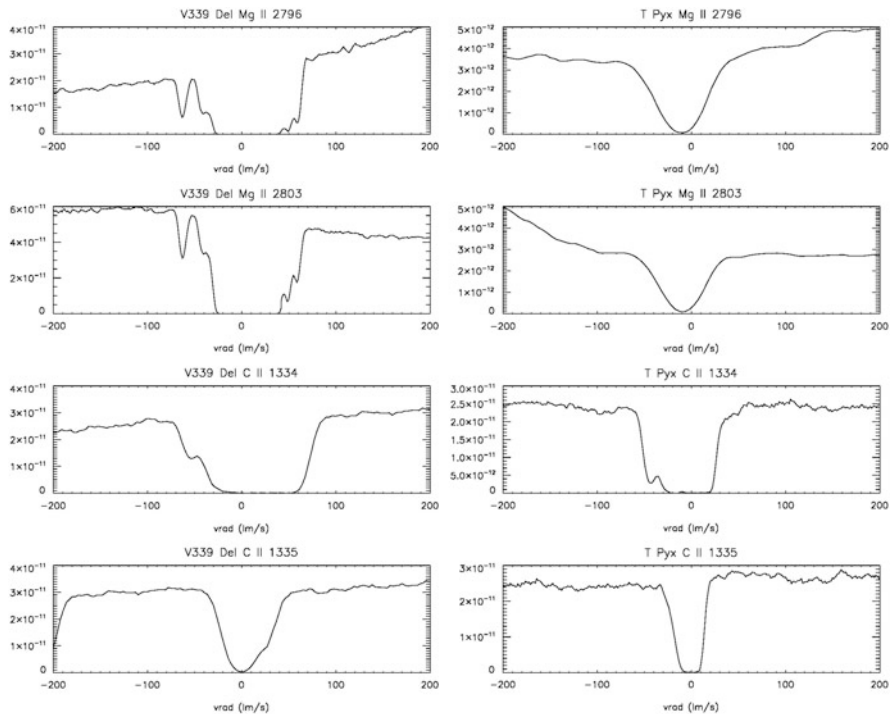 V339 Del Mg II 2796
4×10⁻¹¹
3×10⁻¹¹
2×10⁻¹¹
1×10⁻¹¹
0
-200 -100 0 100 200
vrad (lm/s)
T Pyx Mg II 2796
5×10⁻¹²
4×10⁻¹²
3×10⁻¹²
2×10⁻¹²
1×10⁻¹²
0
-200 -100 0 100 200
vrad (lm/s)
V339 Del Mg II 2803
6×10⁻¹¹
4×10⁻¹¹
2×10⁻¹¹
0
-200 -100 0 100 200
vrad (lm/s)
T Pyx Mg II 2803
5×10⁻¹²
4×10⁻¹²
3×10⁻¹²
2×10⁻¹²
1×10⁻¹²
0
-200 -100 0 100 200
vrad (lm/s)
V339 Del C II 1334
4×10⁻¹¹
3×10⁻¹¹
2×10⁻¹¹
1×10⁻¹¹
0
-200 -100 0 100 200
vrad (lm/s)
T Pyx C II 1334
3.0×10⁻¹¹
2.5×10⁻¹¹
2.0×10⁻¹¹
1.5×10⁻¹¹
1.0×10⁻¹¹
5.0×10⁻¹²
0
-200 -100 0 100 200
vrad (lm/s)
V339 Del C II 1335
4×10⁻¹¹
3×10⁻¹¹
2×10⁻¹¹
1×10⁻¹¹
0
-200 -100 0 100 200
vrad (lm/s)
T Pyx C II 1335
3×10⁻¹¹
2×10⁻¹¹
1×10⁻¹¹
0
-200 -100 0 100 200
vrad (lm/s)